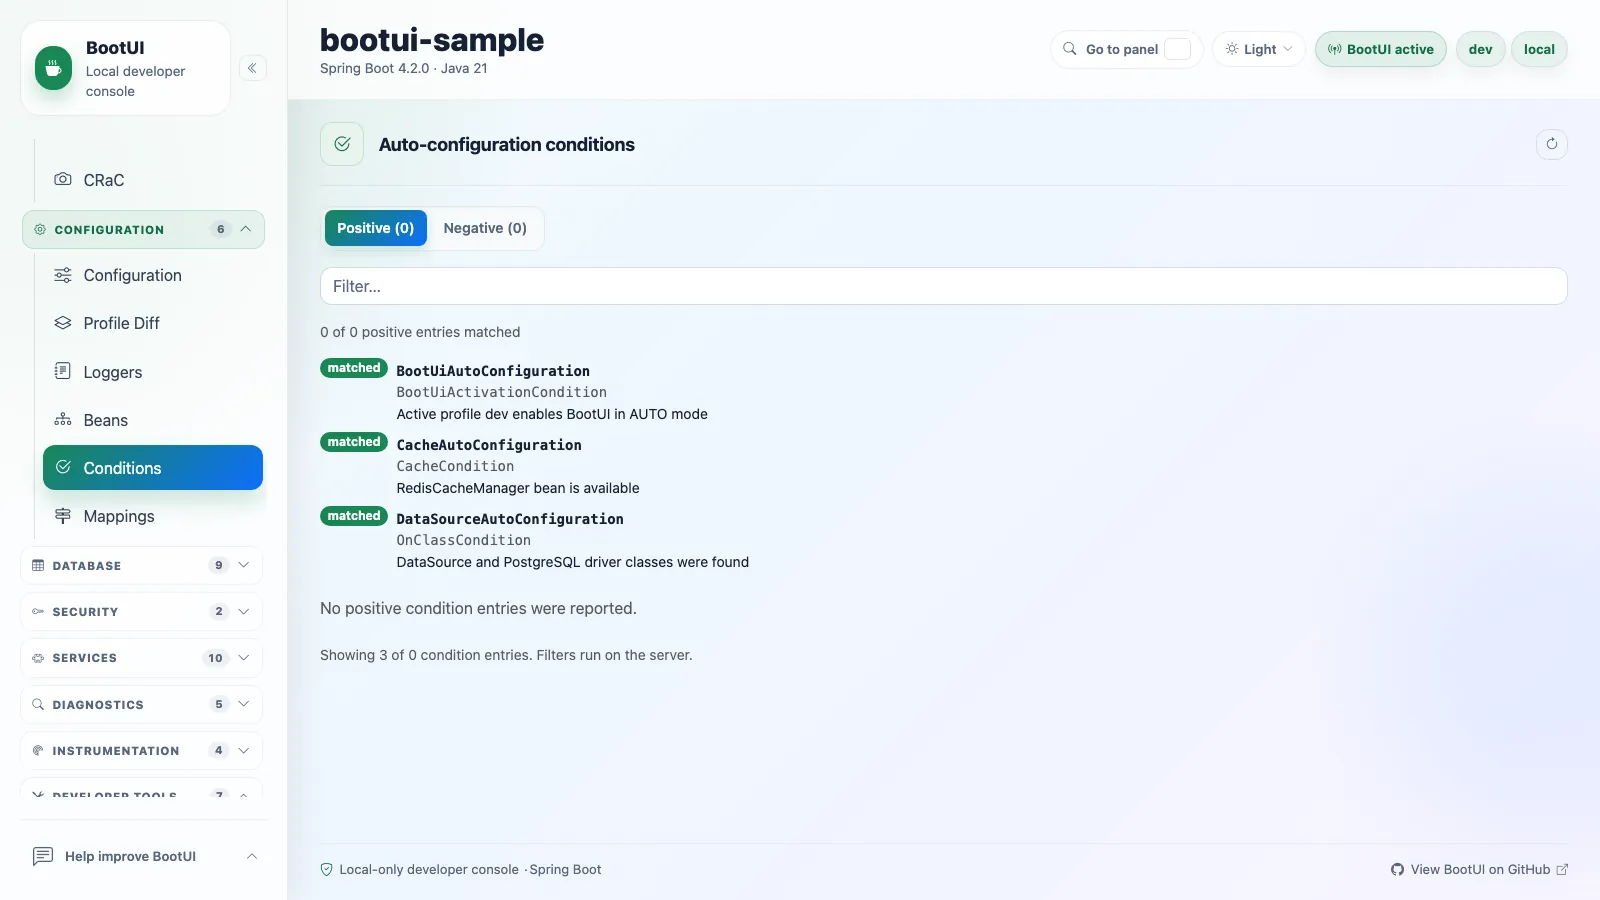 BootUI
Local developer
console
bootui-sample
Spring Boot 4.2.0 · Java 21
Go to panel
Light
BootUI active
dev
local
CRaC
CONFIGURATION 6
Configuration
Profile Diff
Loggers
Beans
Conditions
Mappings
DATABASE 9
SECURITY 2
SERVICES 10
DIAGNOSTICS 5
INSTRUMENTATION 4
DEVELOPER TOOLS 7
Help improve BootUI
Auto-configuration conditions
Positive (0) Negative (0)
Filter...
0 of 0 positive entries matched
matched BootUiAutoConfiguration
BootUiActivationCondition
Active profile dev enables BootUI in AUTO mode
matched CacheAutoConfiguration
CacheCondition
RedisCacheManager bean is available
matched DataSourceAutoConfiguration
OnClassCondition
DataSource and PostgreSQL driver classes were found
No positive condition entries were reported.
Showing 3 of 0 condition entries. Filters run on the server.
Local-only developer console · Spring Boot
View BootUI on GitHub